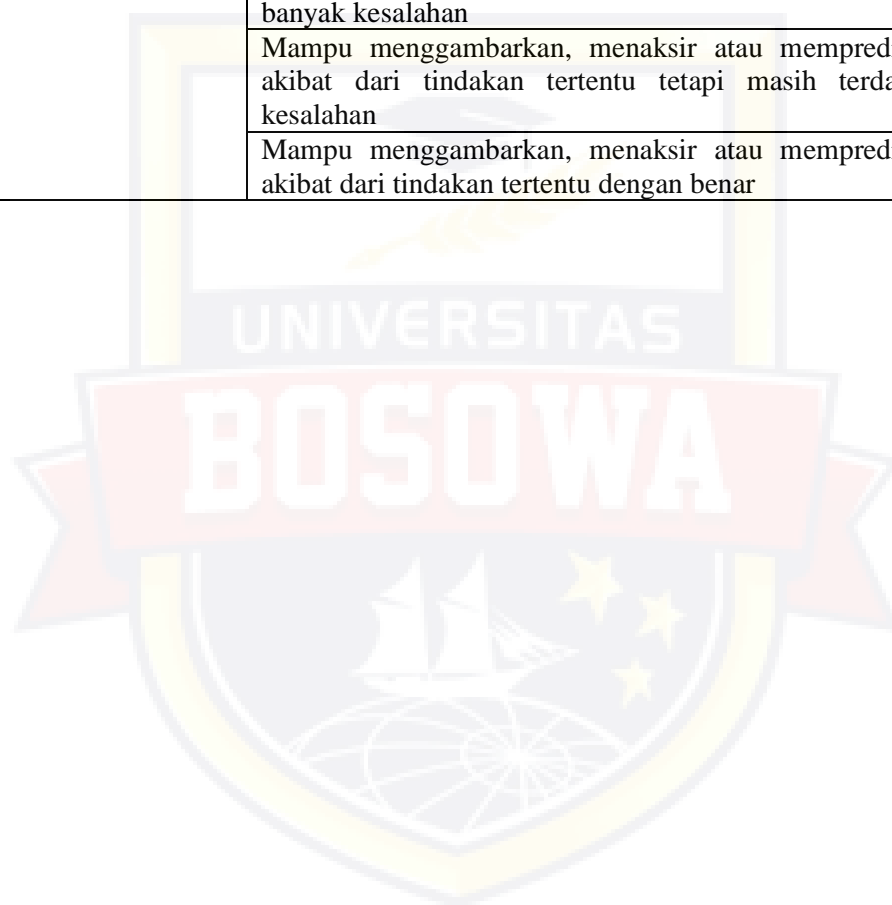 banyak kesalahan
Mampu menggambarkan, menaksir atau mempred
akibat dari tindakan tertentu tetapi masih terda
kesalahan
Mampu menggambarkan, menaksir atau mempred
akibat dari tindakan tertentu dengan benar
UNIVERSITAS
BOSOWA